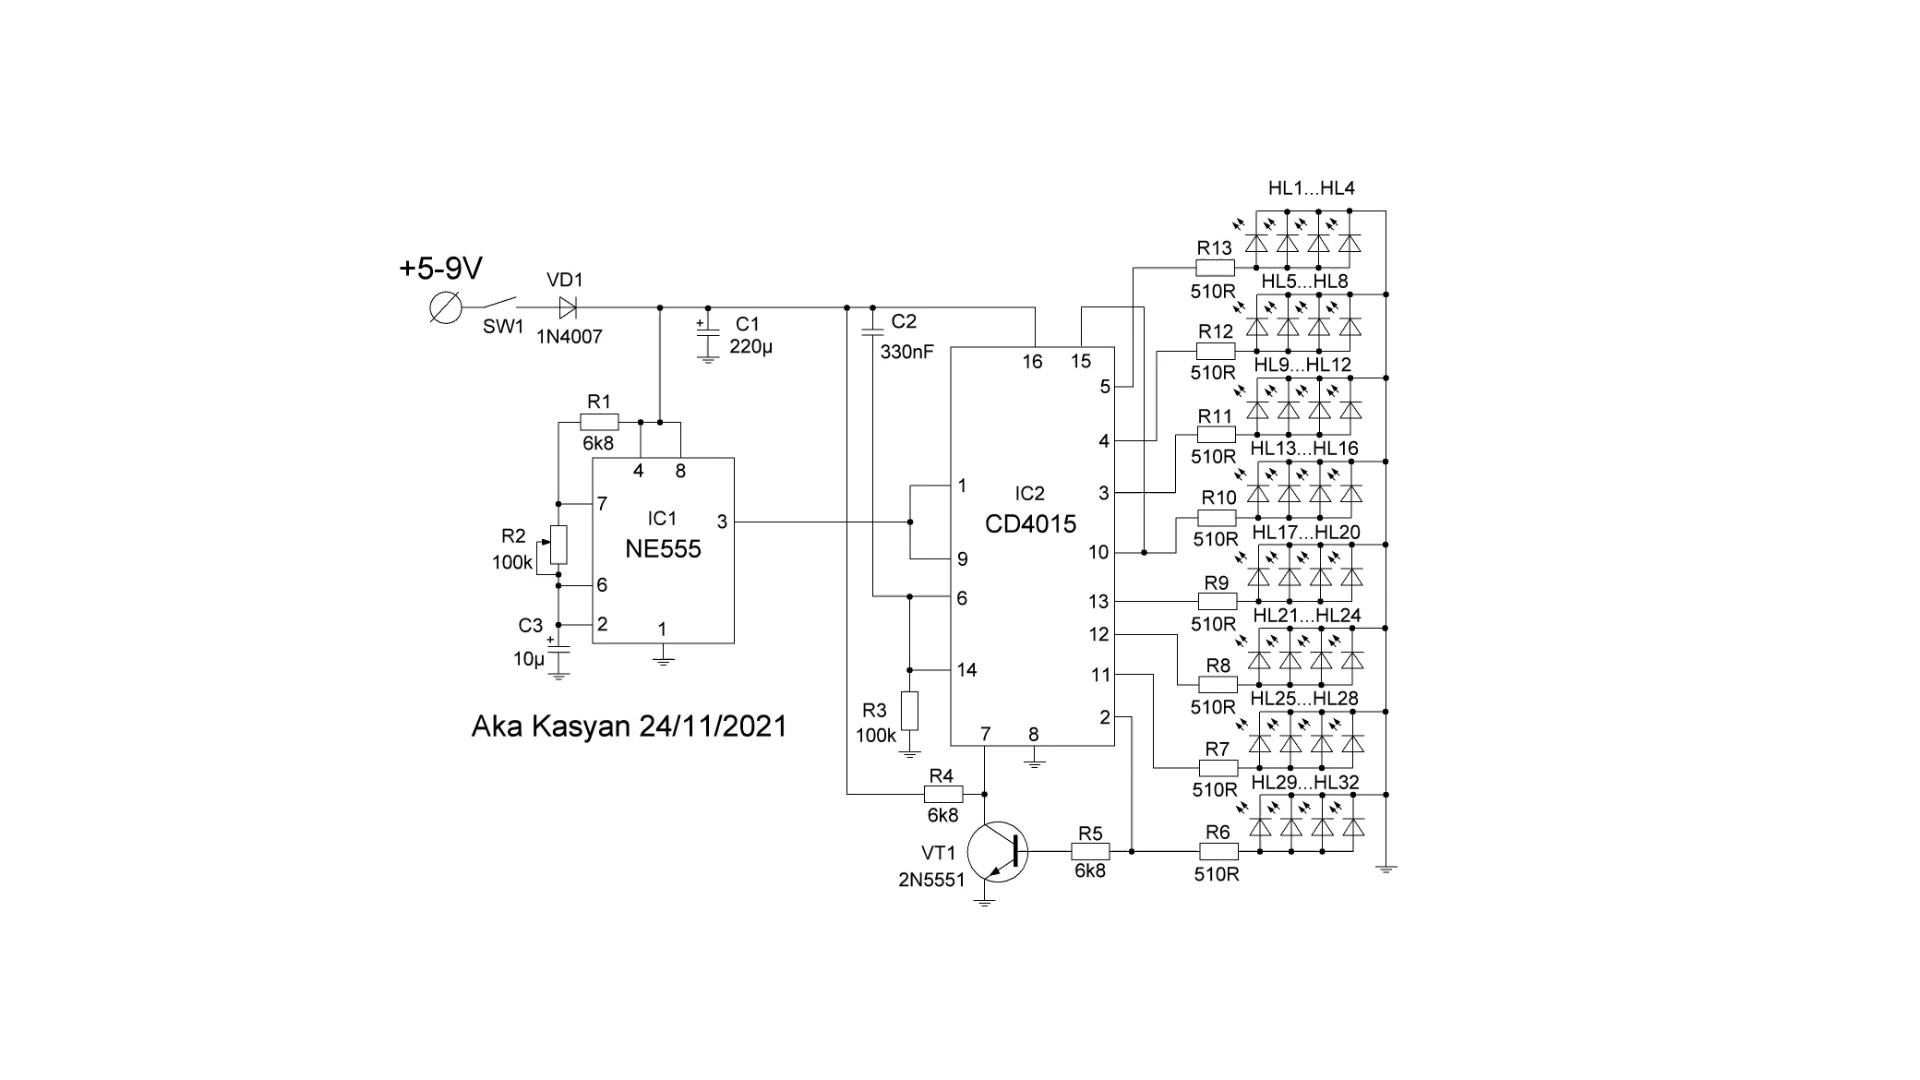 HL1...HL4
+5-9V
VD1
SW1
1N4007
C1
220µ
C2
330nF
R13
510R
HL5...HL8
R12
510R
HL9...HL12
R11
510R
HL13...HL16
R10
510R
HL17...HL20
R9
510R
HL21...HL24
R8
510R
HL25...HL28
R7
510R
HL29...HL32
R6
510R
R1
6k8
4
8
7
IC1
3
NE555
R2
100k
6
C3
2
10µ
1
16
15
5
4
1
IC2
3
CD4015
9
10
6
13
12
14
11
2
7
8
R3
100k
R4
6k8
VT1
2N5551
R5
6k8
Aka Kasyan 24/11/2021